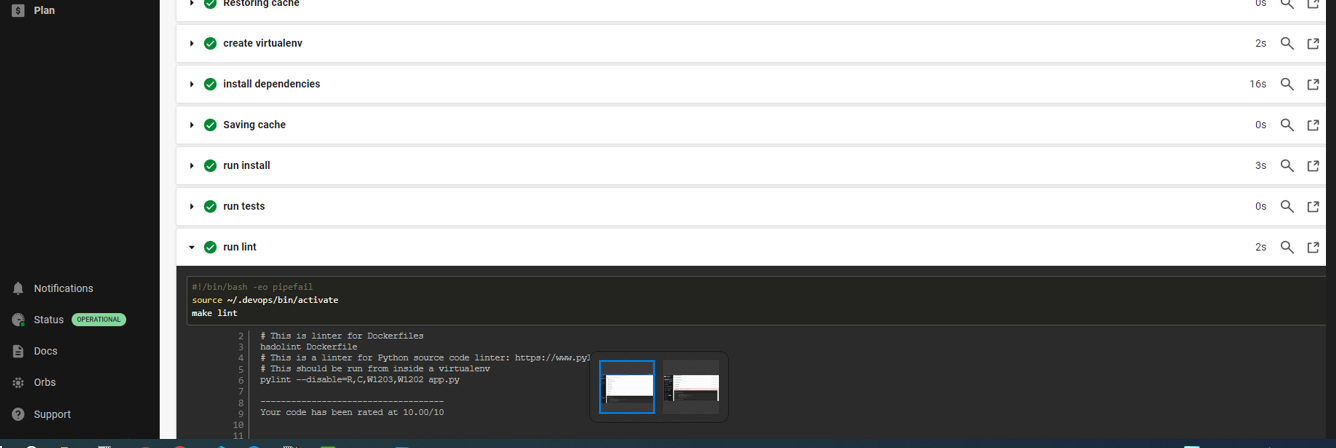 Plan
Restoring cache 0s
create virtualenv 2s
install dependencies 16s
Saving cache 0s
run install 3s
run tests 0s
run lint 2s
#!/bin/bash -eo pipefail
source ~/.devops/bin/activate
make lint
2 # This is linter for Dockerfiles
3 hadolint Dockerfile
4 # This is a linter for Python source code linter: https://www.pyl
5 # This should be run from inside a virtualenv
6 pylint --disable=R,C,W1203,W1202 app.py
7
8 ------------------------------------
9 Your code has been rated at 10.00/10
10
11
Notifications
Status OPERATIONAL
Docs
Orbs
Support